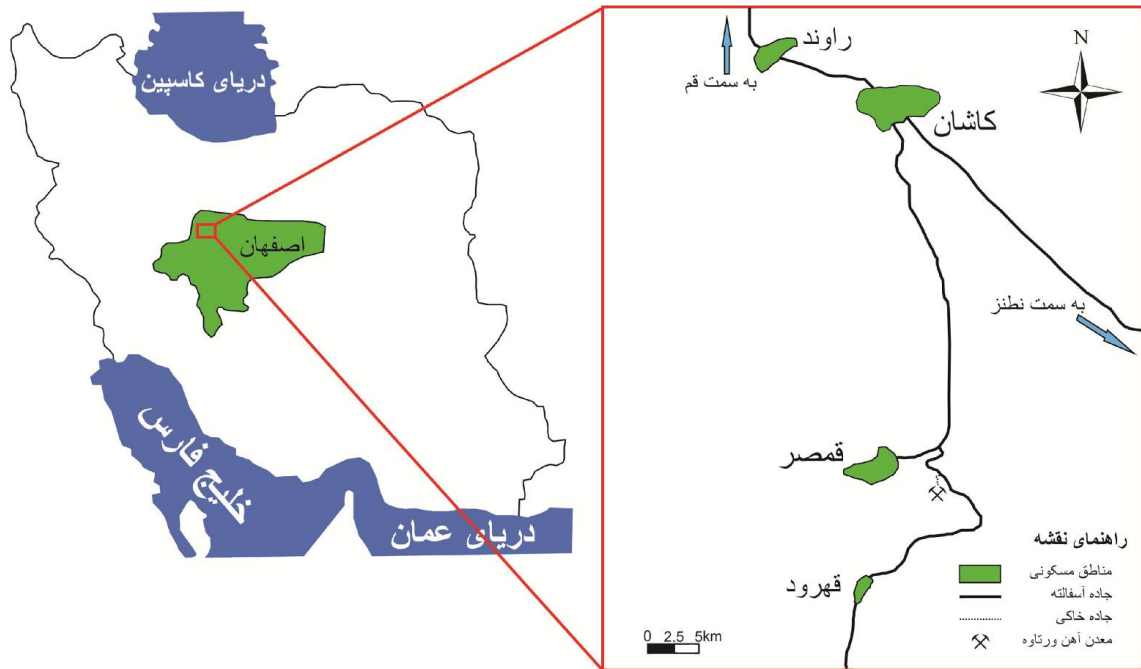 دریای کاسپین
اصفهان
خلیج فارس
دریای عمان
راوند
به سمت قم
N
کاشان
به سمت نطنز
قمصر
قهرود
راهنمای نقشه
مناطق مسکونی
جاده آسفالته
جاده خاکی
معدن آهن ورتاوه
0 2.5 5km